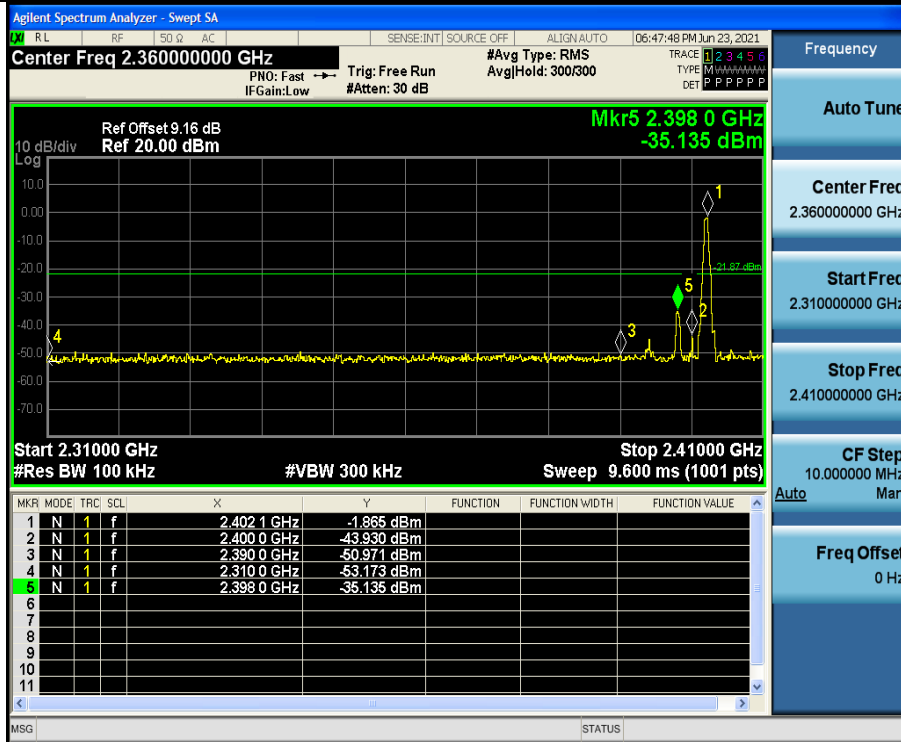 Agilent Spectrum Analyzer - Swept SA
LXI RL RF 50 Ω AC SENSE:INT SOURCE OFF ALIGN AUTO 06:47:48 PM Jun 23, 2021
Center Freq 2.360000000 GHz
PNO: Fast
IFGain:Low
Trig: Free Run
#Atten: 30 dB
#Avg Type: RMS
Avg|Hold: 300/300
TRACE 1 2 3 4 5 6
TYPE M WWWWW
DET P P P P P P
Mkr5 2.398 0 GHz
-35.135 dBm
Ref Offset 9.16 dB
10 dB/div Ref 20.00 dBm
Log
10.0
0.00
-10.0
-20.0
-30.0
-40.0
-50.0
-60.0
-70.0
1
-21.87 dBm
5
2
3
4
Start 2.31000 GHz Stop 2.41000 GHz
#Res BW 100 kHz #VBW 300 kHz Sweep 9.600 ms (1001 pts)
MKR MODE TRC SCL X Y FUNCTION FUNCTION WIDTH FUNCTION VALUE
1 N 1 f 2.402 1 GHz -1.865 dBm
2 N 1 f 2.400 0 GHz -43.930 dBm
3 N 1 f 2.390 0 GHz -50.971 dBm
4 N 1 f 2.310 0 GHz -53.173 dBm
5 N 1 f 2.398 0 GHz -35.135 dBm
6
7
8
9
10
11
MSG STATUS
Frequency
Auto Tune
Center Freq
2.360000000 GHz
Start Freq
2.310000000 GHz
Stop Freq
2.410000000 GHz
CF Step
10.000000 MHz
Auto Man
Freq Offset
0 Hz